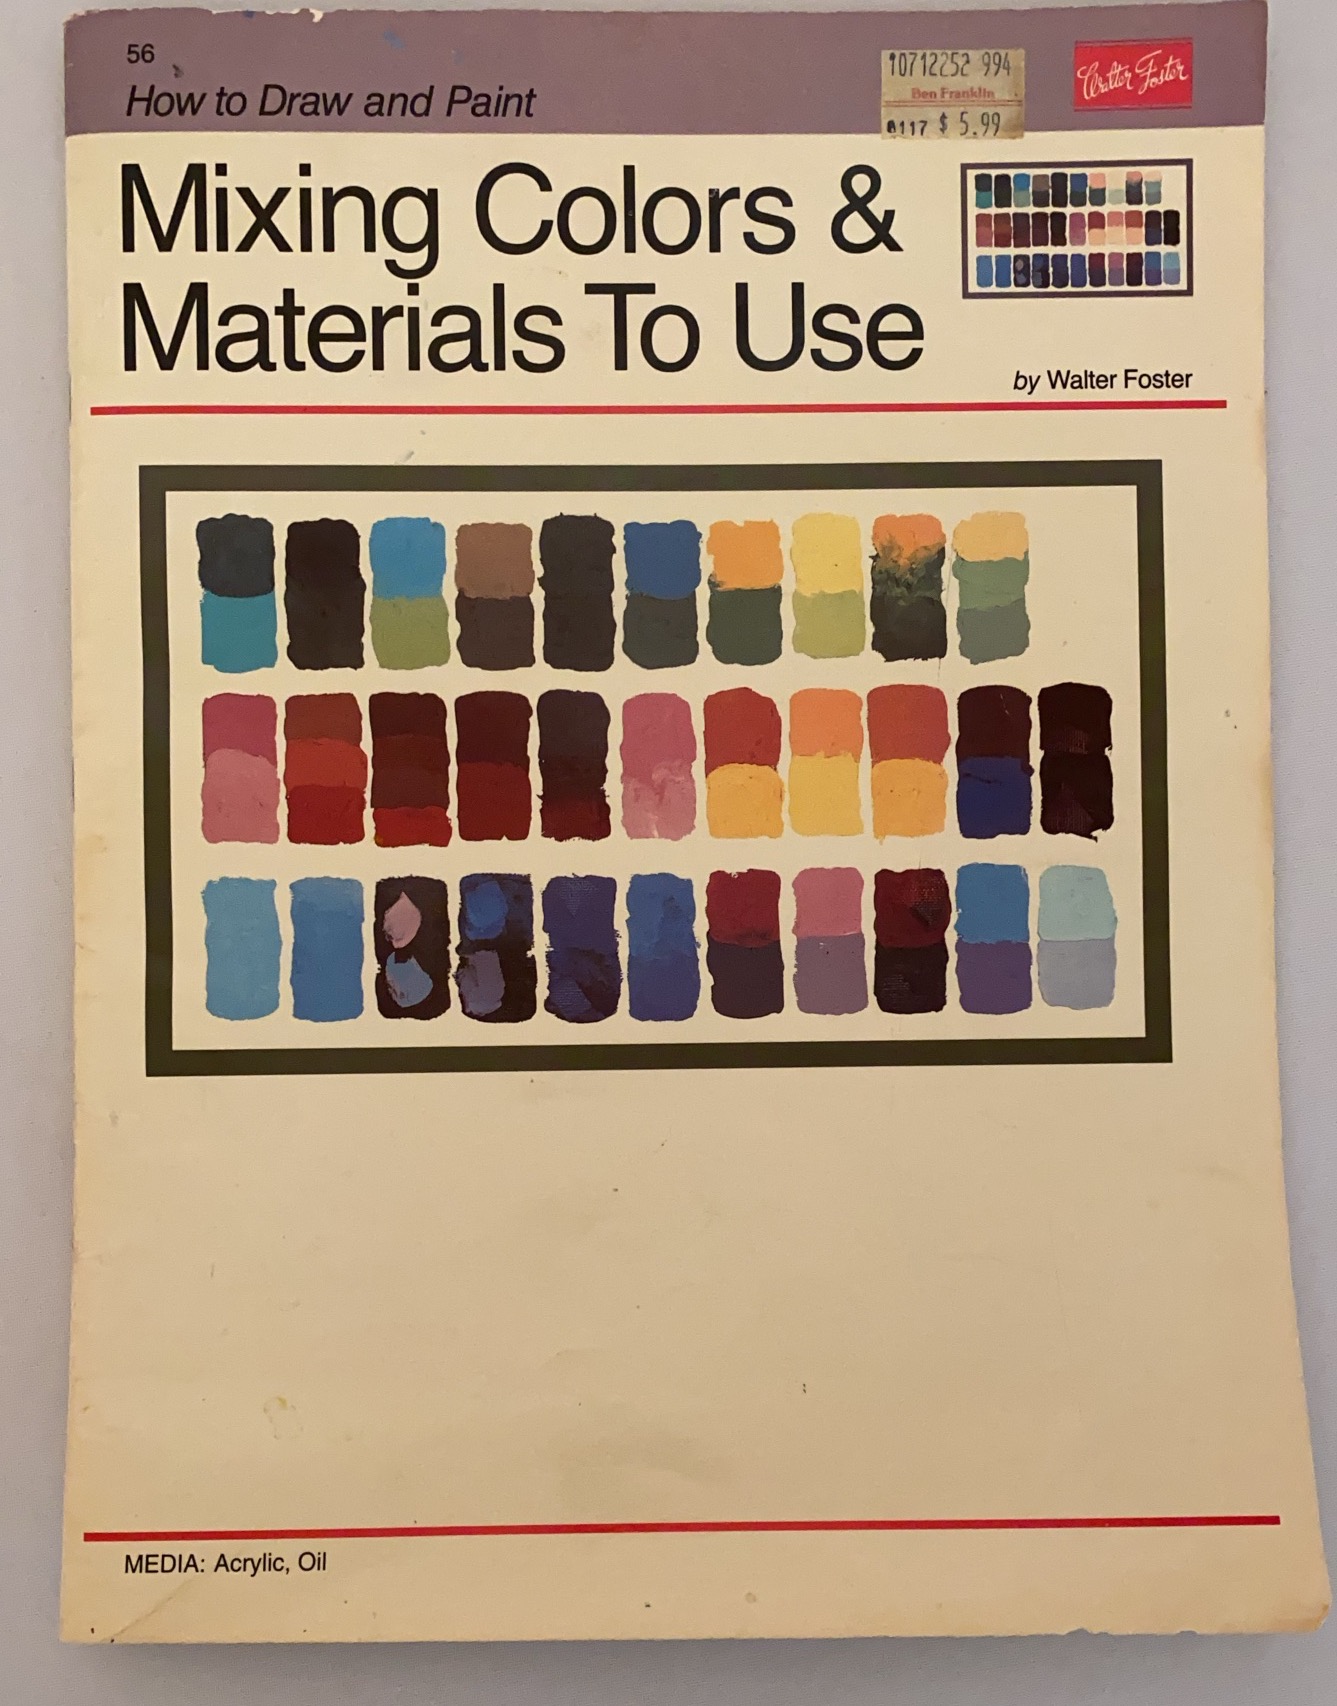 56
How to Draw and Paint
10712252 994
Ben Franklin
0117 $ 5.99
Walter Foster
Mixing Colors &
Materials To Use
by Walter Foster
MEDIA: Acrylic, Oil